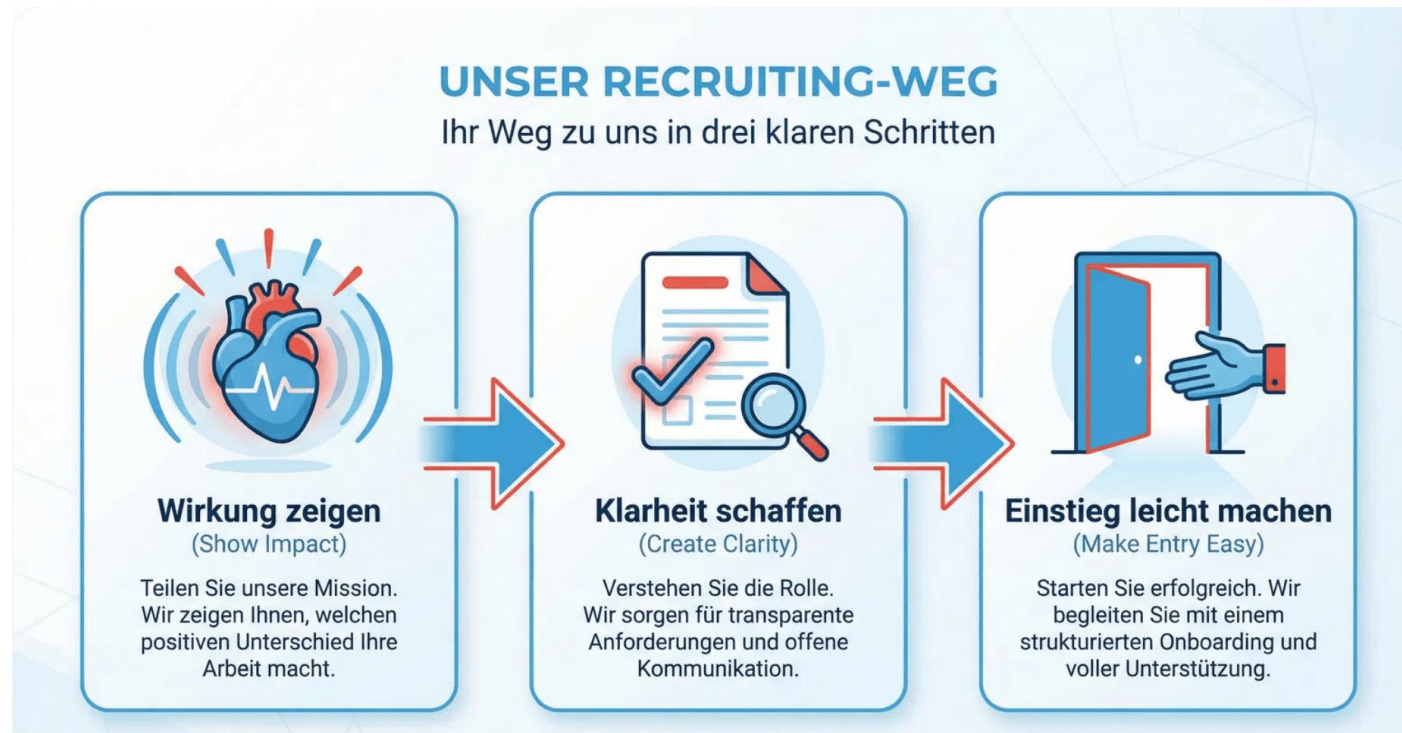 UNSER RECRUITING-WEG
Ihr Weg zu uns in drei klaren Schritten
Wirkung zeigen
(Show Impact)
Teilen Sie unsere Mission.
Wir zeigen Ihnen, welchen
positiven Unterschied Ihre
Arbeit macht.
Klarheit schaffen
(Create Clarity)
Verstehen Sie die Rolle.
Wir sorgen für transparente
Anforderungen und offene
Kommunikation.
Einstieg leicht machen
(Make Entry Easy)
Starten Sie erfolgreich. Wir
begleiten Sie mit einem
strukturierten Onboarding und
voller Unterstützung.